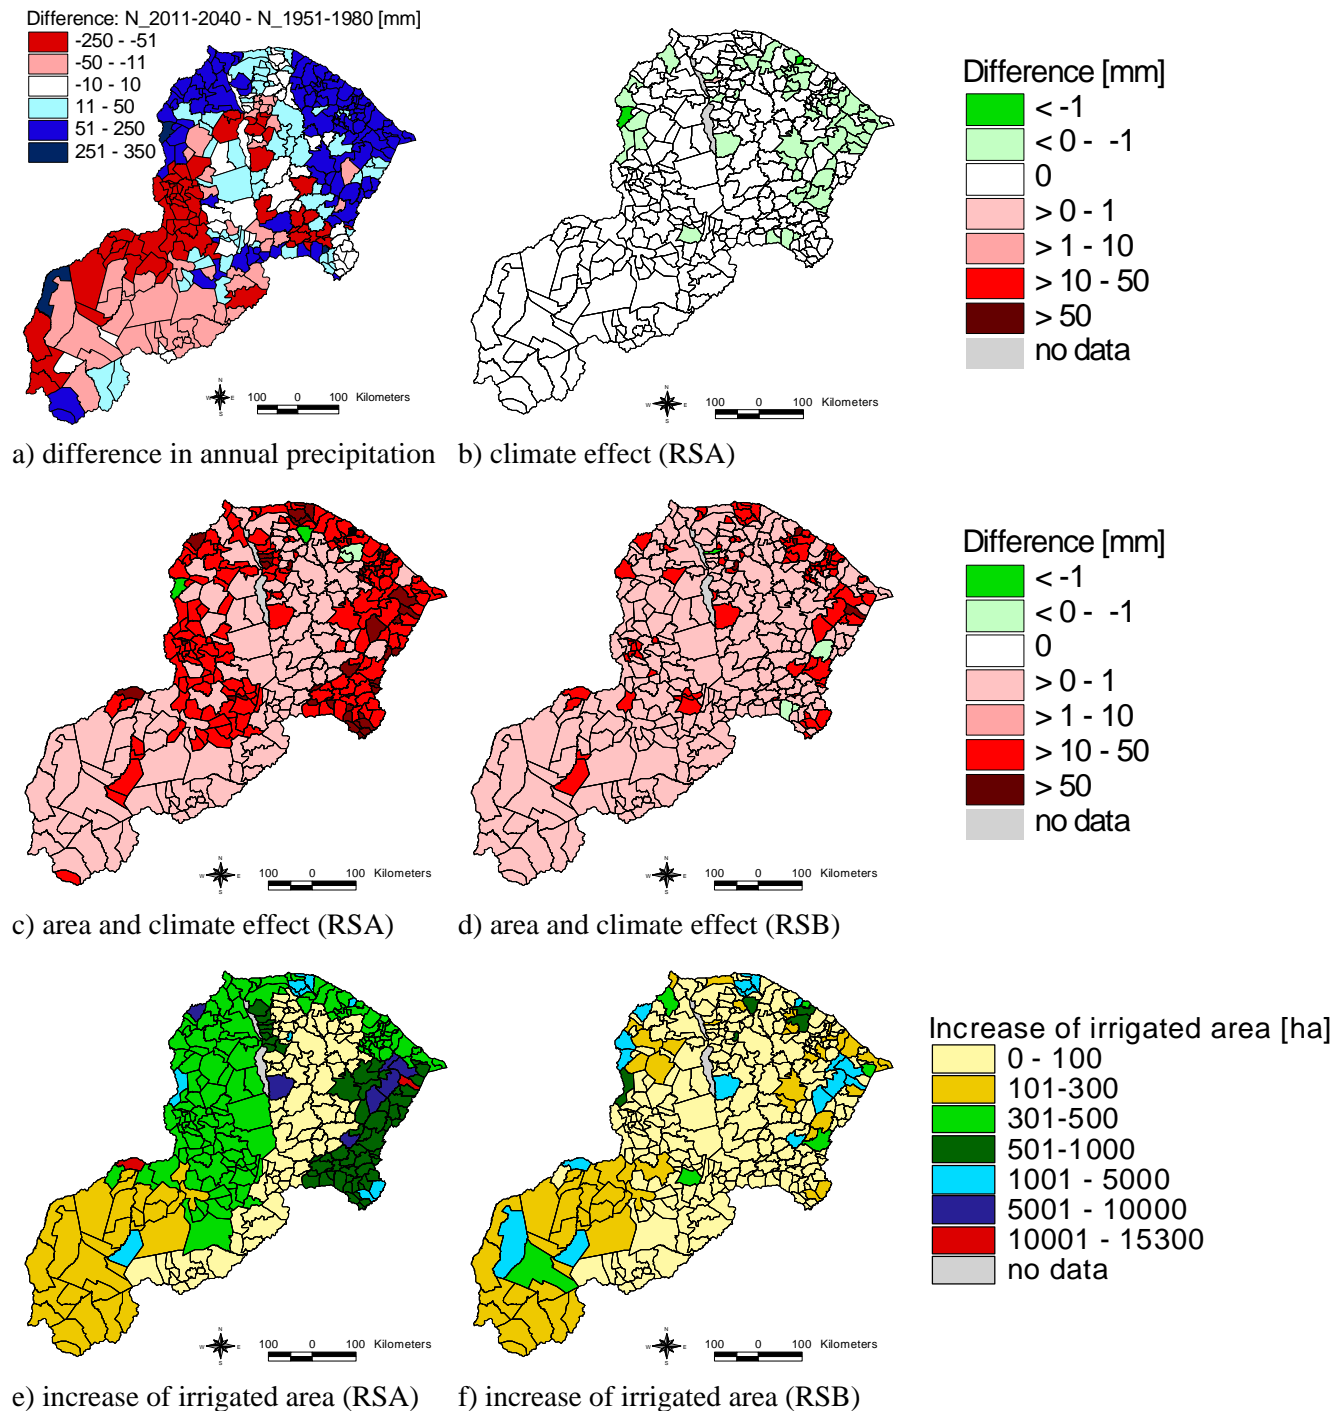 Difference: N_2011-2040 - N_1951-1980 [mm]
-250 - -51
-50 - -11
-10 - 10
11 - 50
51 - 250
251 - 350
N
W E
S
100 0 100 Kilometers
a) difference in annual precipitation
N
W E
S
100 0 100 Kilometers
b) climate effect (RSA)
Difference [mm]
< -1
< 0 - -1
0
> 0 - 1
> 1 - 10
> 10 - 50
> 50
no data
N
W E
S
100 0 100 Kilometers
c) area and climate effect (RSA)
N
W E
S
100 0 100 Kilometers
d) area and climate effect (RSB)
Difference [mm]
< -1
< 0 - -1
0
> 0 - 1
> 1 - 10
> 10 - 50
> 50
no data
N
W E
S
100 0 100 Kilometers
e) increase of irrigated area (RSA)
N
W E
S
100 0 100 Kilometers
f) increase of irrigated area (RSB)
Increase of irrigated area [ha]
0 - 100
101-300
301-500
501-1000
1001 - 5000
5001 - 10000
10001 - 15300
no data